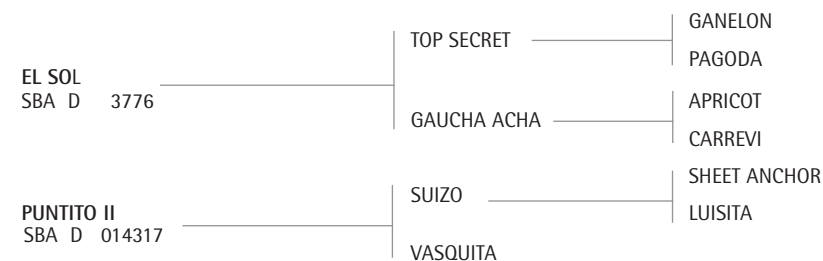 GANELON
TOP SECRET
PAGODA
EL SOL
SBA D 3776
APRICOT
GAUCHA ACHA
CARREVI
SHEET ANCHOR
SUIZO
LUISITA
PUNTITO II
SBA D 014317
VASQUITA